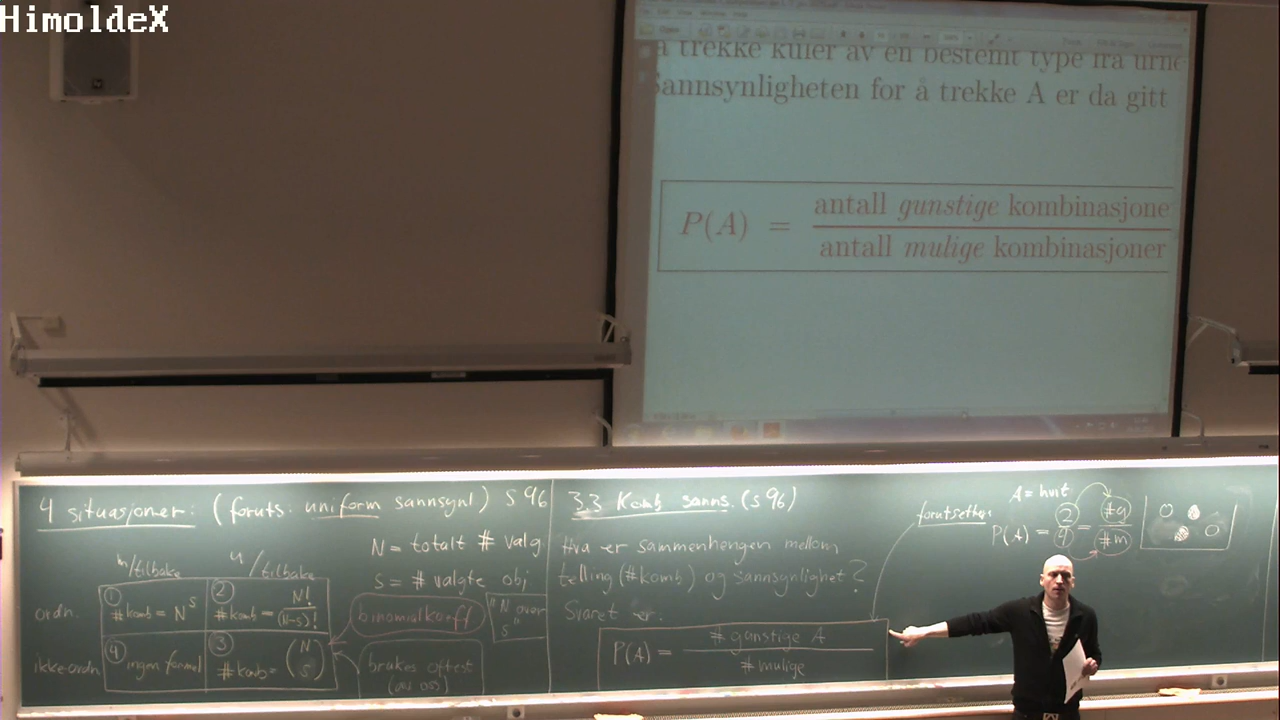 HimoldeX
å trekke kuler av en bestemt type fra urne
Sannsynligheten for å trekke A er da gitt
P(A) = antall gunstige kombinasjone
antall mulige kombinasjoner
4 situasjoner: (foruts: uniform sannsynl) s 96
N = totalt # valg
s = # valgte obj
m/tilbake
u/tilbake
ordn.
① #komb = N^s
② #komb = N!/(N-s)!
ikke-ordn
④ ingen formel
③ #komb = (N s)
binomialkoeff
"N over s"
brukes oftest
(av oss)
3.3 Komb sanns. (s 96)
Hva er sammenhengen mellom
telling (#komb) og sannsynlighet?
Svaret er:
P(A) = # gunstige A
# mulige
forutsetter
A = hvit
P(A) = 2/4 = #g/#m